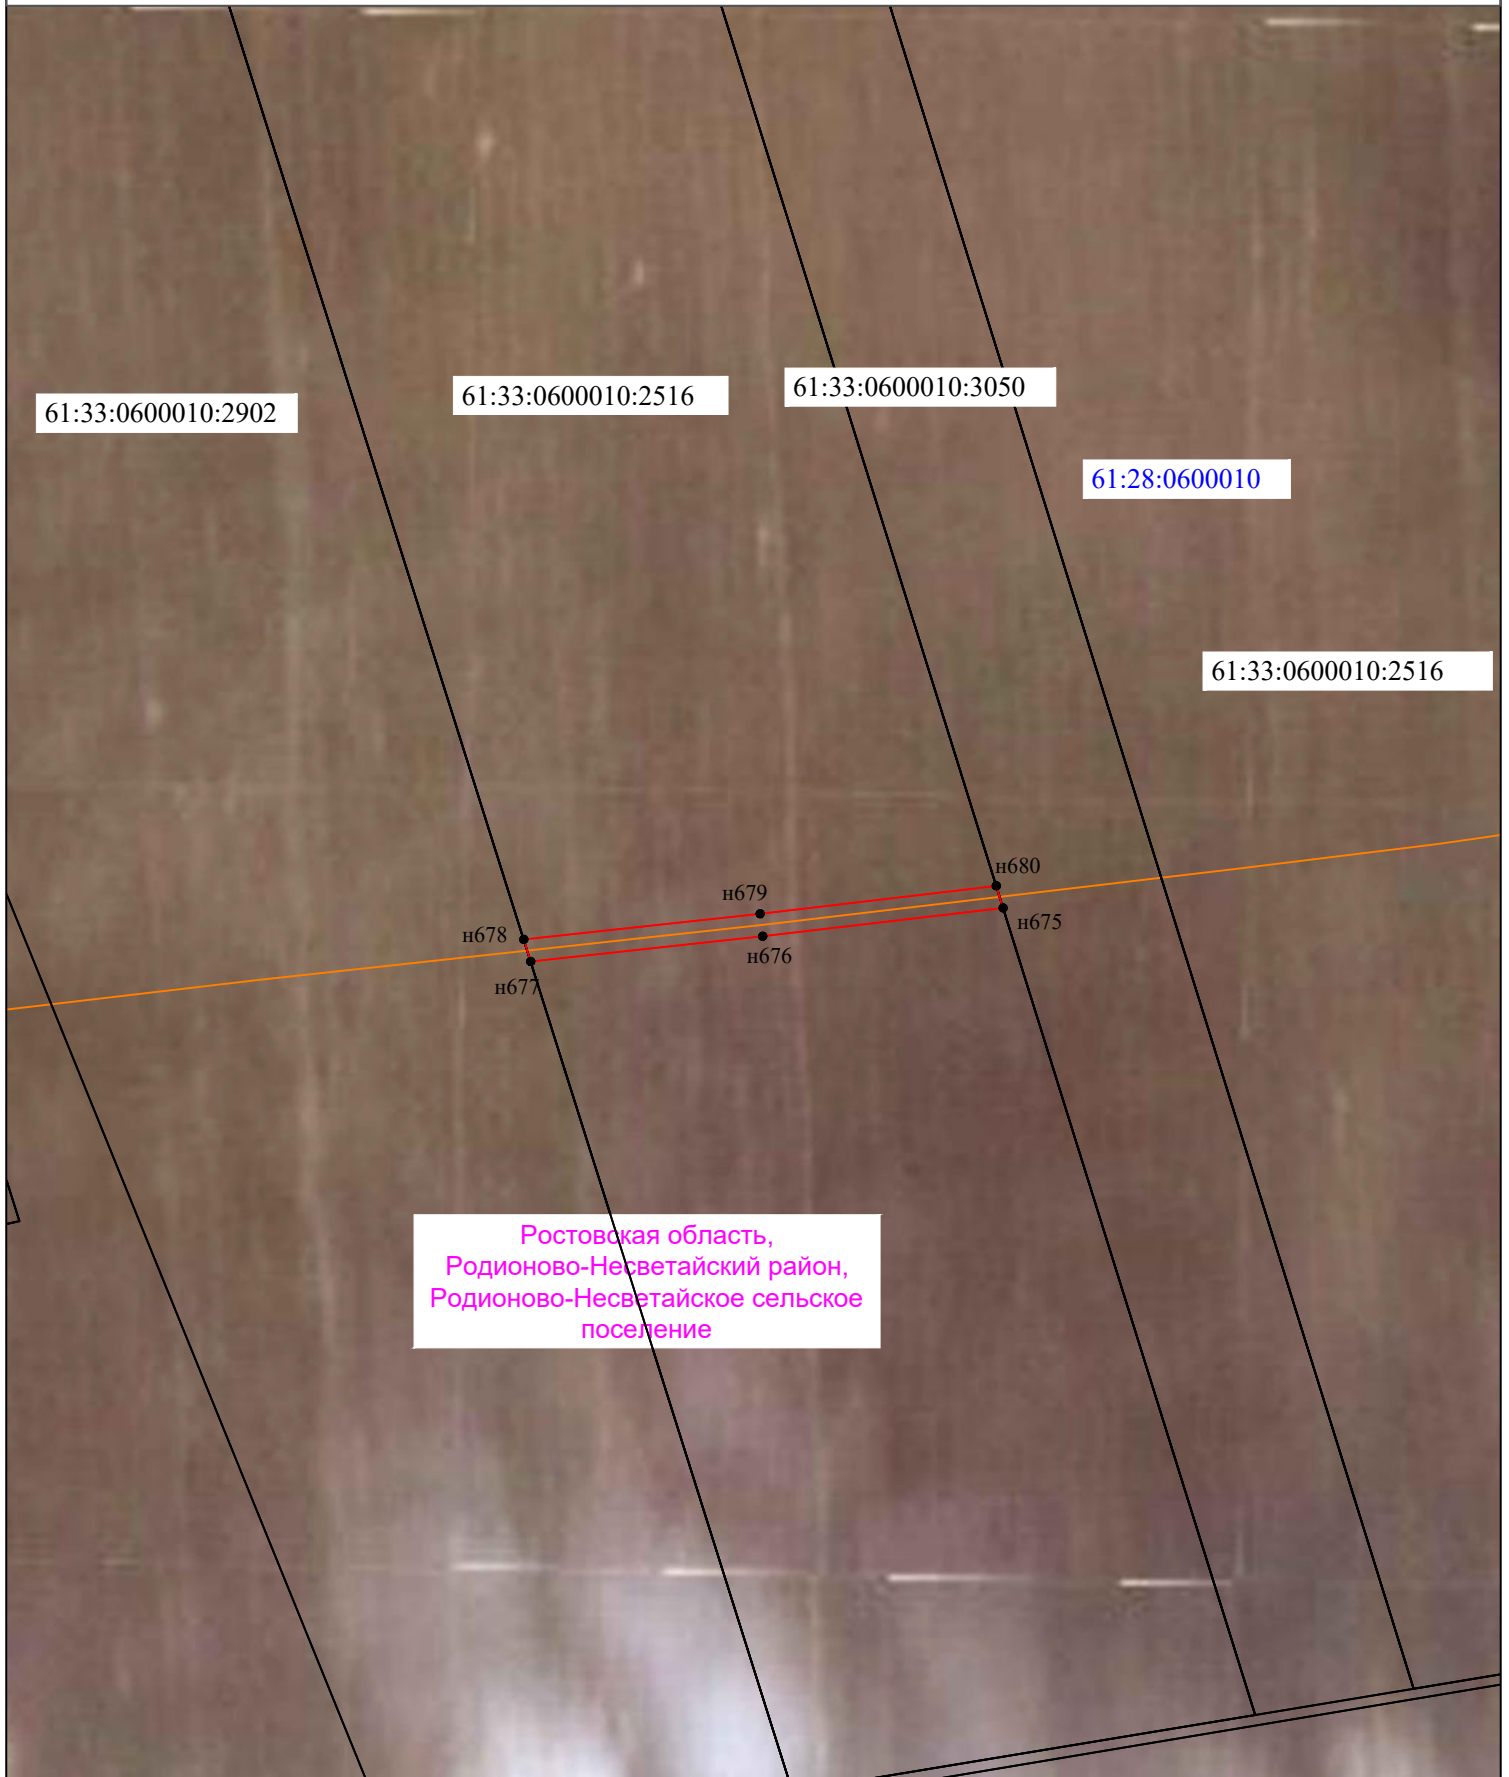 61:33:0600010:2902
61:33:0600010:2516
61:33:0600010:3050
61:28:0600010
61:33:0600010:2516
н680
н679
н675
н678
н676
н677
Ростовская область,
Родионово-Несветайский район,
Родионово-Несветайское сельское
поселение